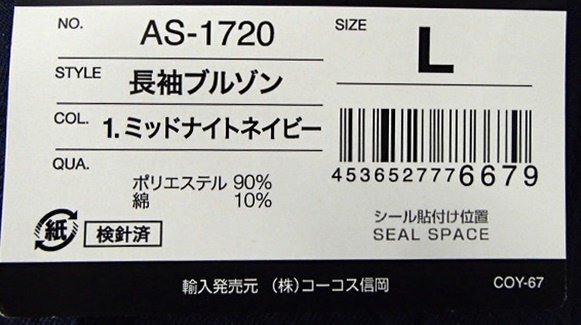 NO. AS-1720
SIZE L
STYLE 長袖ブルゾン
COL. 1.ミッドナイトネイビー
QUA.
ポリエステル 90%
綿 10%
4536527776679
シール貼付け位置
SEAL SPACE
紙 検針済
輸入発売元 (株)コーコス信岡
COY-67